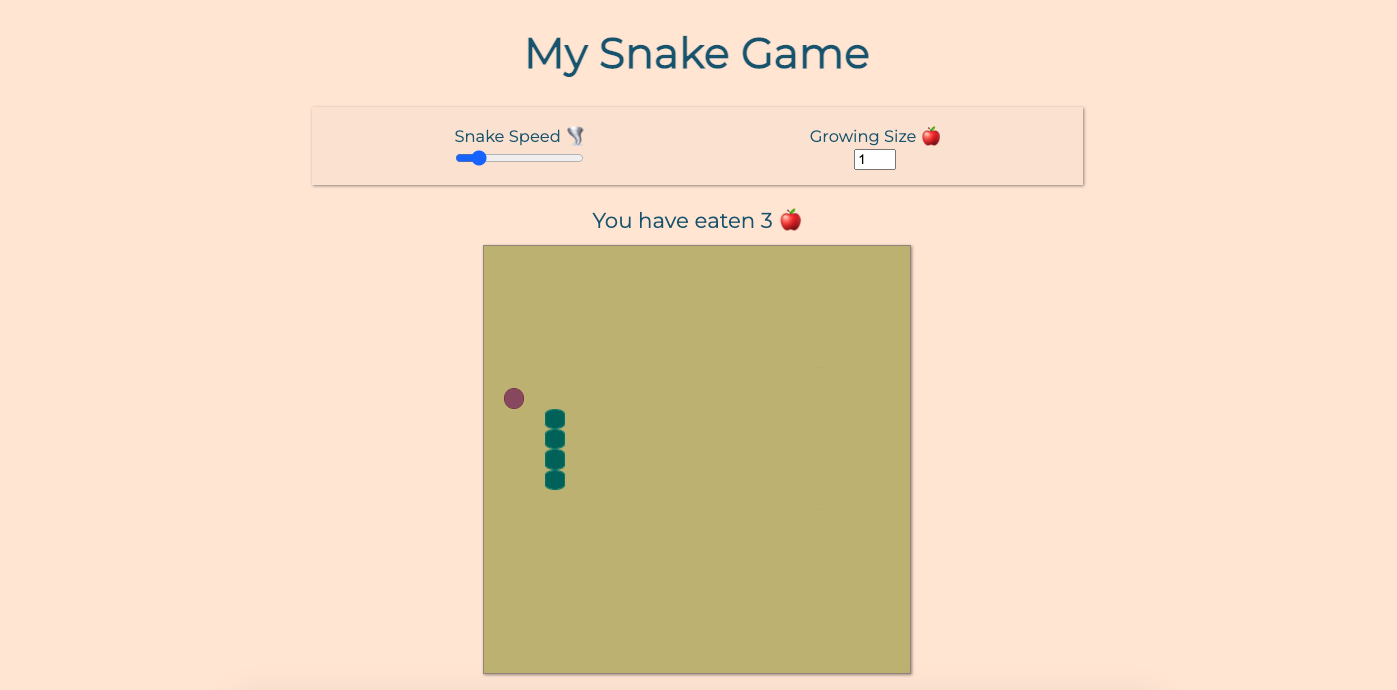 My Snake Game
Snake Speed 🌪️
Growing Size 🍎
1
You have eaten 3 🍎